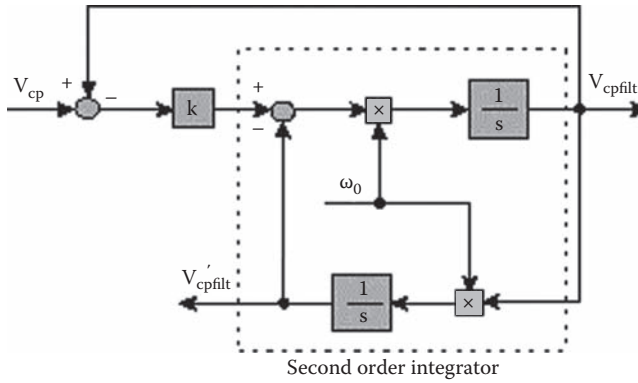 V_cp
+
−
k
+
−
×
1
s
V_cpfilt
ω_0
V_cpfilt′
1
s
×
Second order integrator